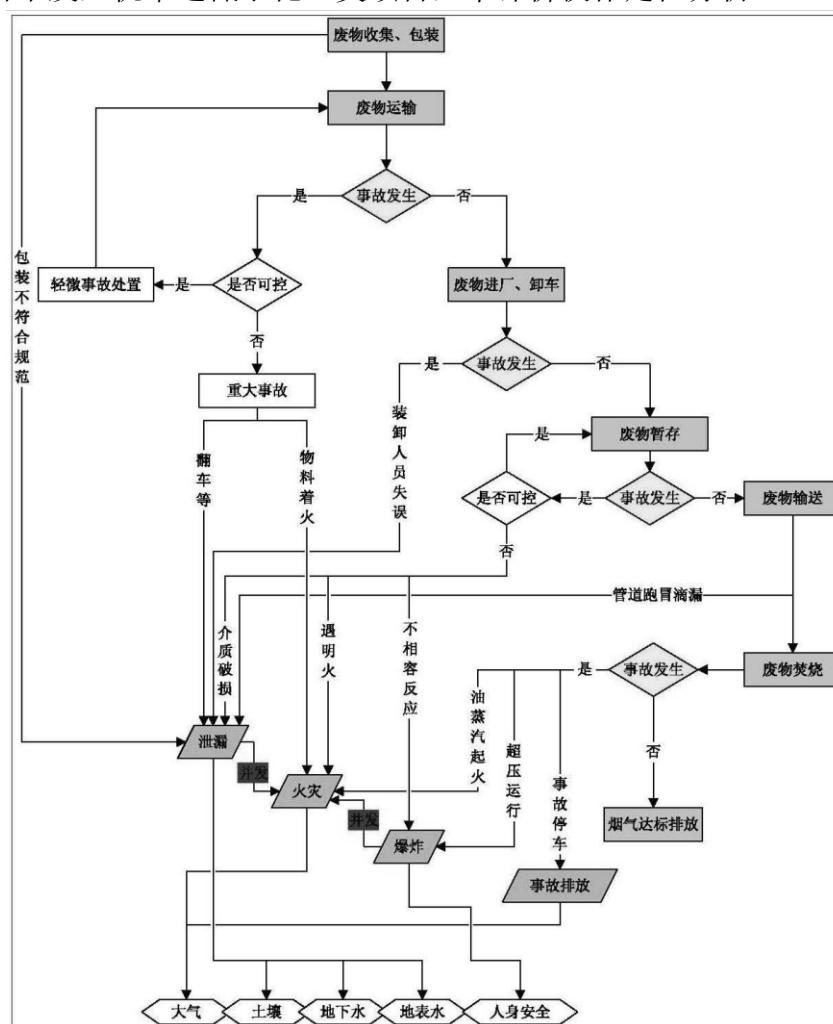 废物收集、包装
废物运输
事故发生
是
否
包装不符合规范
轻微事故处置
是
是否可控
废物进厂、卸车
否
事故发生
重大事故
是
否
装卸人员失误
废物暂存
是
翻车等
物料着火
是否可控
是
事故发生
否
废物输送
否
管道跑冒滴漏
介质破损
遇明火
不相容反应
事故发生
废物焚烧
是
油蒸汽起火
超压运行
事故停车
否
泄漏
并发
火灾
并发
爆炸
烟气达标排放
事故排放
大气
土壤
地下水
地表水
人身安全